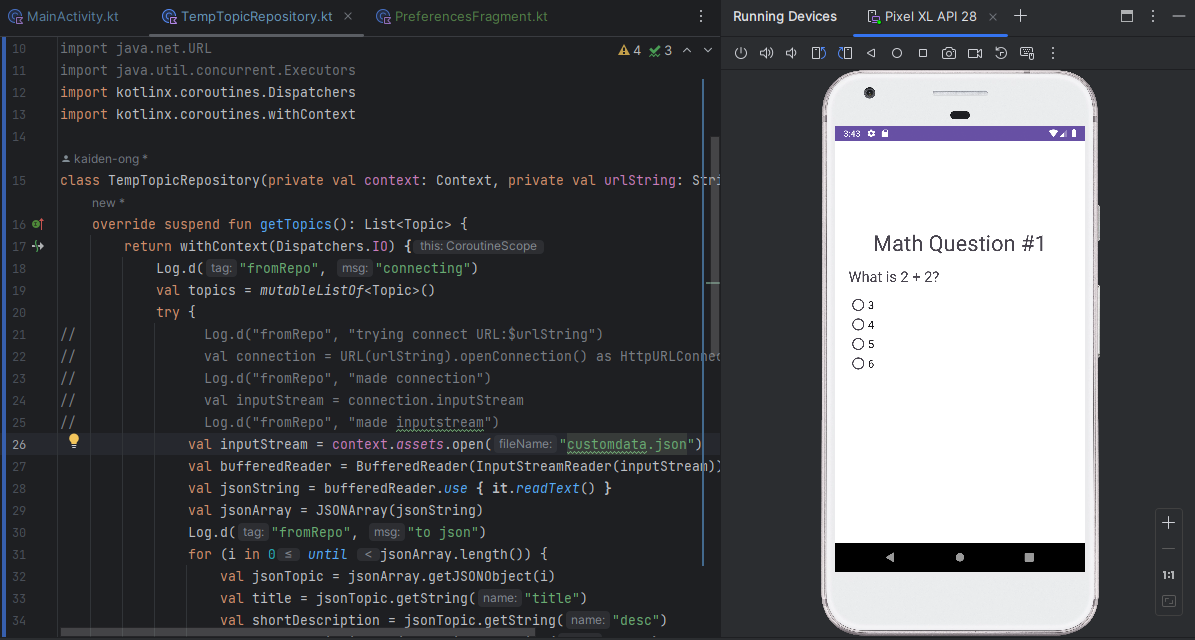 MainActivity.kt TempTopicRepository.kt PreferencesFragment.kt Running Devices Pixel XL API 28
10 import java.net.URL 4 3
11 import java.util.concurrent.Executors
12 import kotlinx.coroutines.Dispatchers
13 import kotlinx.coroutines.withContext
14
kaiden-ong *
15 class TempTopicRepository(private val context: Context, private val urlString: Stri
new *
16 override suspend fun getTopics(): List<Topic> {
17 return withContext(Dispatchers.IO) { this: CoroutineScope
18 Log.d( tag: "fromRepo", msg: "connecting")
19 val topics = mutableListOf<Topic>()
20 try {
21 // Log.d("fromRepo", "trying connect URL:$urlString")
22 // val connection = URL(urlString).openConnection() as HttpURLConnec
23 // Log.d("fromRepo", "made connection")
24 // val inputStream = connection.inputStream
25 // Log.d("fromRepo", "made inputstream")
26 val inputStream = context.assets.open( fileName: "customdata.json")
27 val bufferedReader = BufferedReader(InputStreamReader(inputStream))
28 val jsonString = bufferedReader.use { it.readText() }
29 val jsonArray = JSONArray(jsonString)
30 Log.d( tag: "fromRepo", msg: "to json")
31 for (i in 0 ≤ until < jsonArray.length()) {
32 val jsonTopic = jsonArray.getJSONObject(i)
33 val title = jsonTopic.getString( name: "title")
34 val shortDescription = jsonTopic.getString( name: "desc")
3:43
Math Question #1
What is 2 + 2?
3
4
5
6
1:1